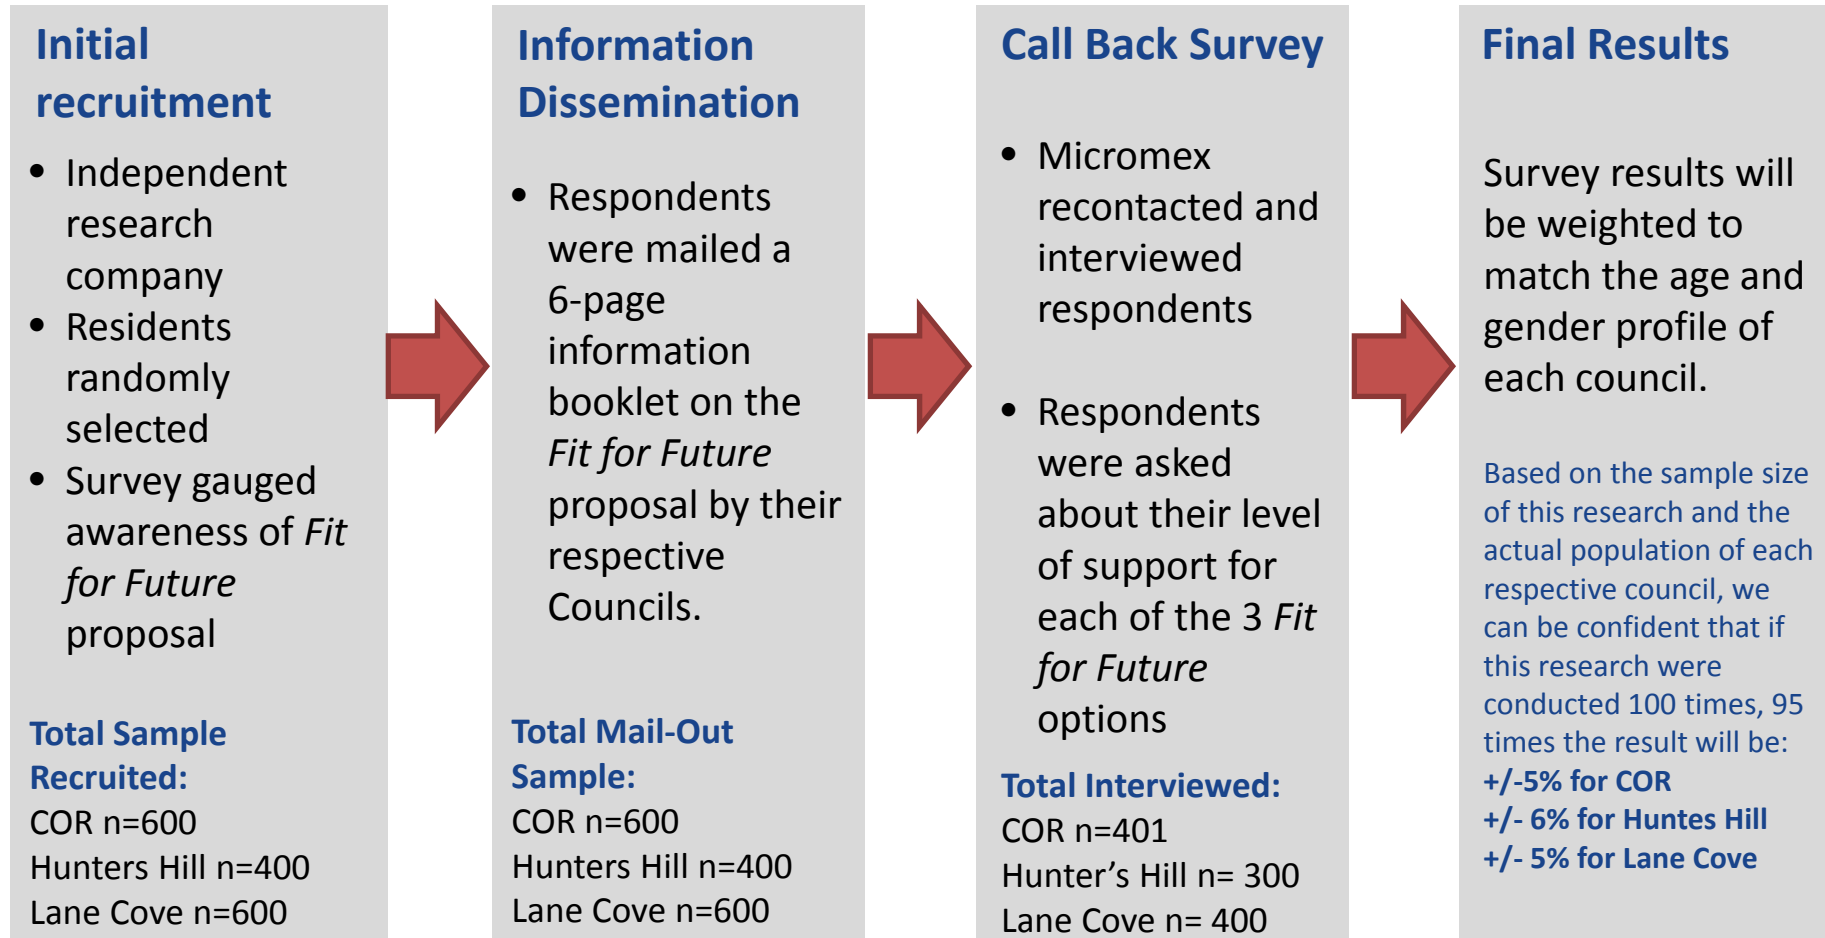 Initial
recruitment
• Independent
research
company
• Residents
randomly
selected
• Survey gauged
awareness of Fit
for Future
proposal
Total Sample
Recruited:
COR n=600
Hunters Hill n=400
Lane Cove n=600
Information
Dissemination
• Respondents
were mailed a
6-page
information
booklet on the
Fit for Future
proposal by their
respective
Councils.
Total Mail-Out
Sample:
COR n=600
Hunters Hill n=400
Lane Cove n=600
Call Back Survey
• Micromex
recontacted and
interviewed
respondents
• Respondents
were asked
about their level
of support for
each of the 3 Fit
for Future
options
Total Interviewed:
COR n=401
Hunter’s Hill n= 300
Lane Cove n= 400
Final Results
Survey results will
be weighted to
match the age and
gender profile of
each council.
Based on the sample size
of this research and the
actual population of each
respective council, we
can be confident that if
this research were
conducted 100 times, 95
times the result will be:
+/-5% for COR
+/- 6% for Huntes Hill
+/- 5% for Lane Cove